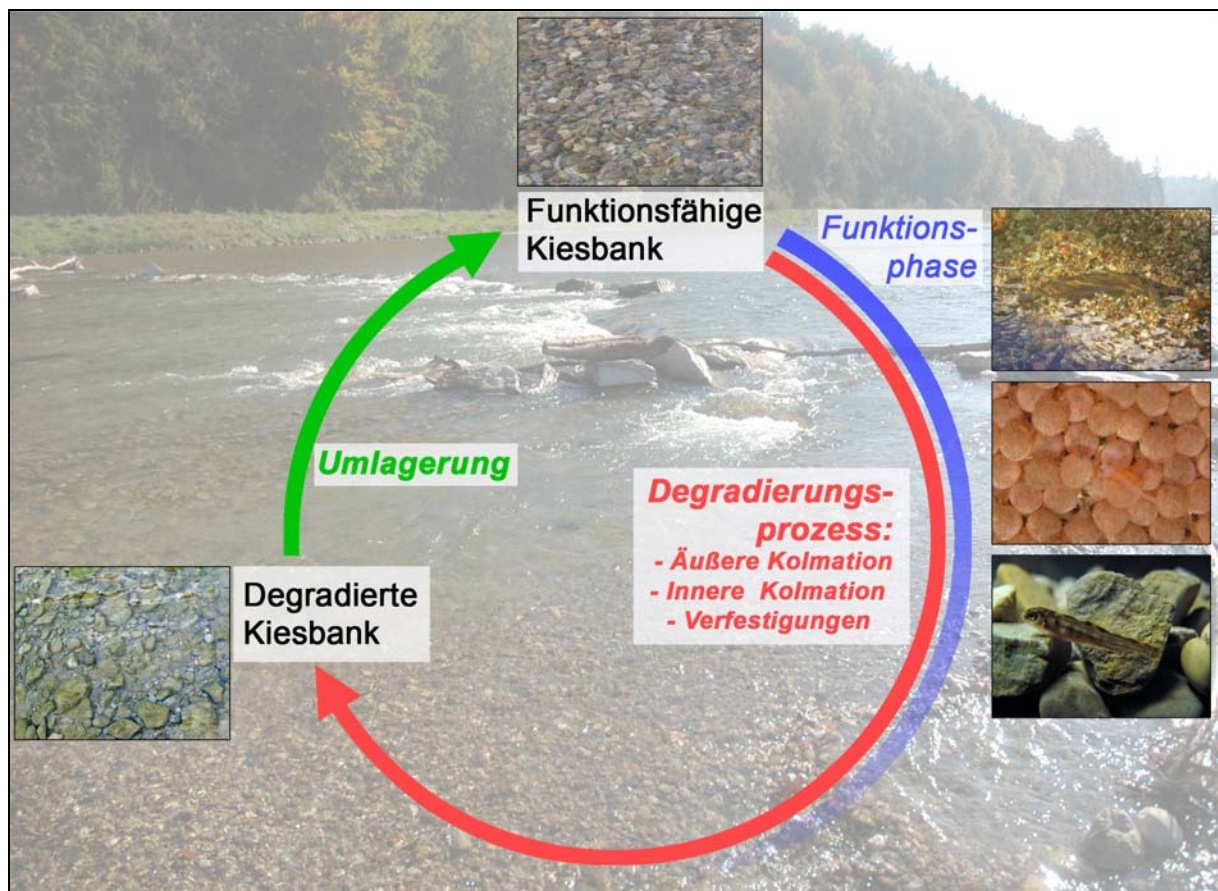 Funktionsfähige
Kiesbank
Funktions-
phase
Umlagerung
Degradierungs-
prozess:
- Äußere Kolmation
- Innere Kolmation
- Verfestigungen
Degradierte
Kiesbank